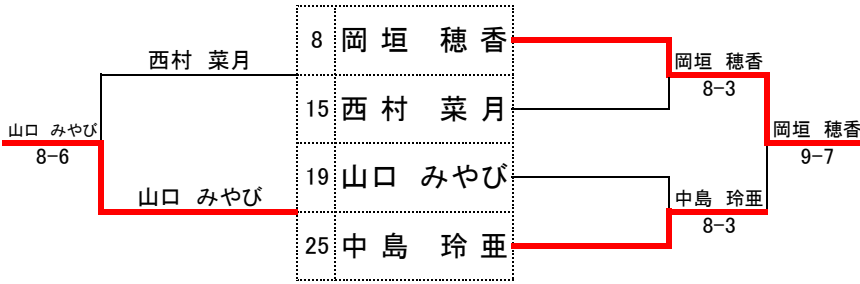 西村 菜月
山口 みやび
8-6
山口 みやび
8 岡垣 穂香
15 西村 菜月
19 山口 みやび
25 中島 玲亜
岡垣 穂香
8-3
中島 玲亜
8-3
岡垣 穂香
9-7